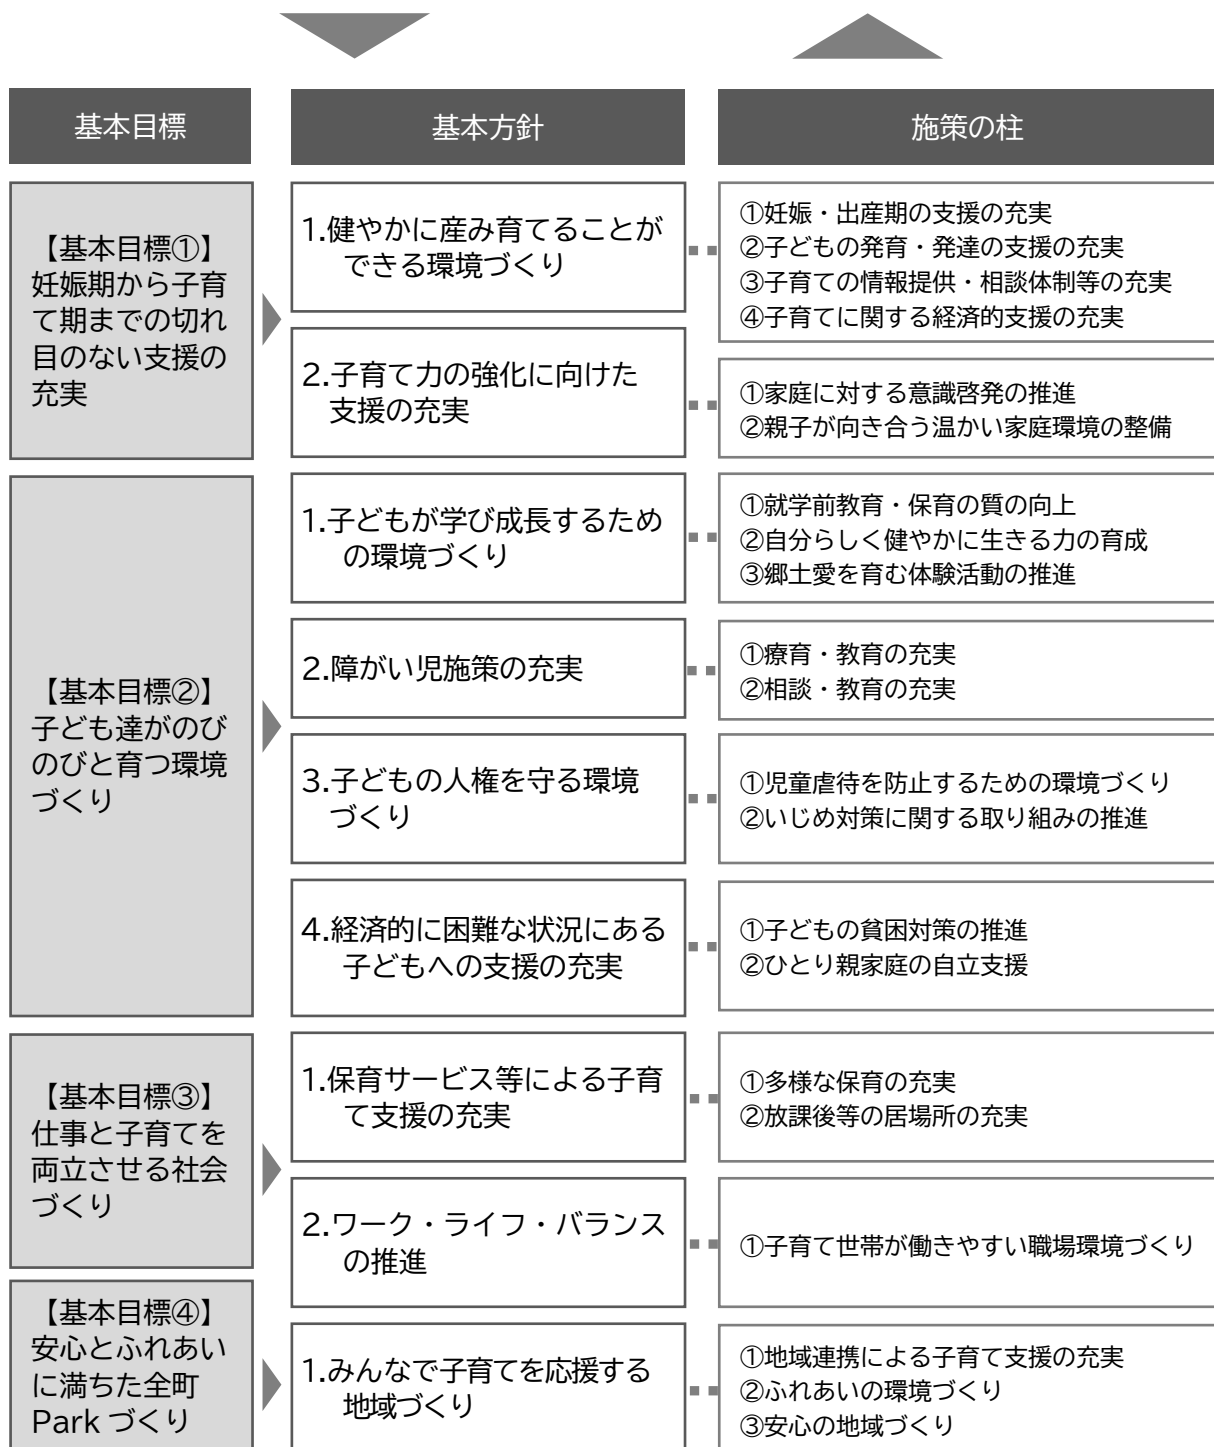 基本目標
基本方針
施策の柱
【基本目標①】
妊娠期から子育
て期までの切れ
目のない支援の
充実
1.健やかに産み育てることが
できる環境づくり
①妊娠・出産期の支援の充実
②子どもの発育・発達の支援の充実
③子育ての情報提供・相談体制等の充実
④子育てに関する経済的支援の充実
2.子育て力の強化に向けた
支援の充実
①家庭に対する意識啓発の推進
②親子が向き合う温かい家庭環境の整備
【基本目標②】
子ども達がのび
のびと育つ環境
づくり
1.子どもが学び成長するため
の環境づくり
①就学前教育・保育の質の向上
②自分らしく健やかに生きる力の育成
③郷土愛を育む体験活動の推進
2.障がい児施策の充実
①療育・教育の充実
②相談・教育の充実
3.子どもの人権を守る環境
づくり
①児童虐待を防止するための環境づくり
②いじめ対策に関する取り組みの推進
4.経済的に困難な状況にある
子どもへの支援の充実
①子どもの貧困対策の推進
②ひとり親家庭の自立支援
【基本目標③】
仕事と子育てを
両立させる社会
づくり
1.保育サービス等による子育
て支援の充実
①多様な保育の充実
②放課後等の居場所の充実
2.ワーク・ライフ・バランス
の推進
①子育て世帯が働きやすい職場環境づくり
【基本目標④】
安心とふれあい
に満ちた全町
Park づくり
1.みんなで子育てを応援する
地域づくり
①地域連携による子育て支援の充実
②ふれあいの環境づくり
③安心の地域づくり